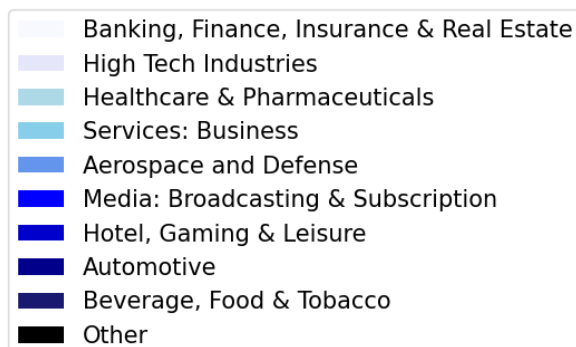 Banking, Finance, Insurance & Real Estate
High Tech Industries
Healthcare & Pharmaceuticals
Services: Business
Aerospace and Defense
Media: Broadcasting & Subscription
Hotel, Gaming & Leisure
Automotive
Beverage, Food & Tobacco
Other